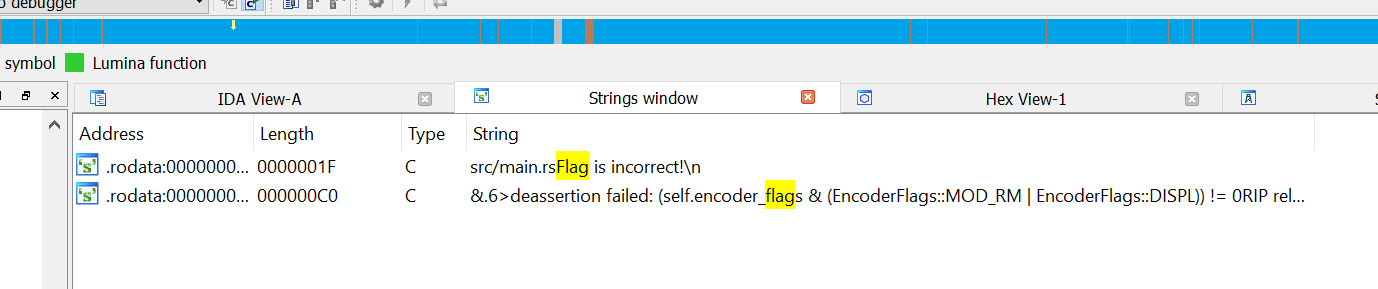 o debugger
symbol Lumina function
IDA View-A Strings window Hex View-1
Address Length Type String
.rodata:0000000... 0000001F C src/main.rsFlag is incorrect!\n
.rodata:0000000... 000000C0 C &.6>deassertion failed: (self.encoder_flags & (EncoderFlags::MOD_RM | EncoderFlags::DISPL)) != 0RIP rel...